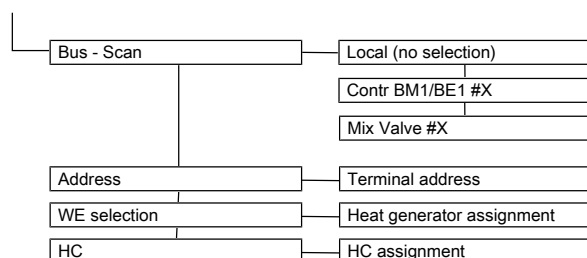 Bus - Scan
Local (no selection)
Contr BM1/BE1 #X
Mix Valve #X
Address
Terminal address
WE selection
Heat generator assignment
HC
HC assignment